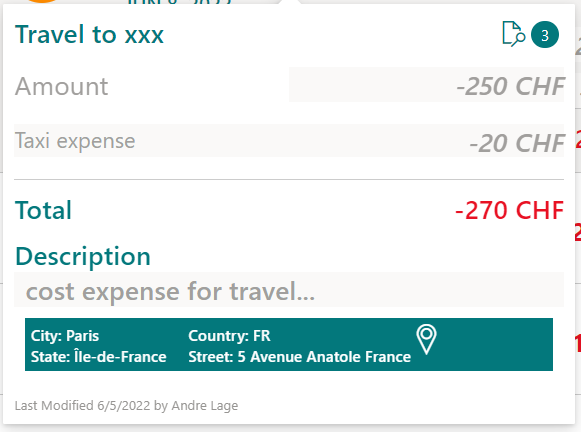 Travel to xxx
3
Amount -250 CHF
Taxi expense -20 CHF
Total -270 CHF
Description
cost expense for travel...
City: Paris Country: FR
State: Île-de-France Street: 5 Avenue Anatole France
Last Modified 6/5/2022 by Andre Lage